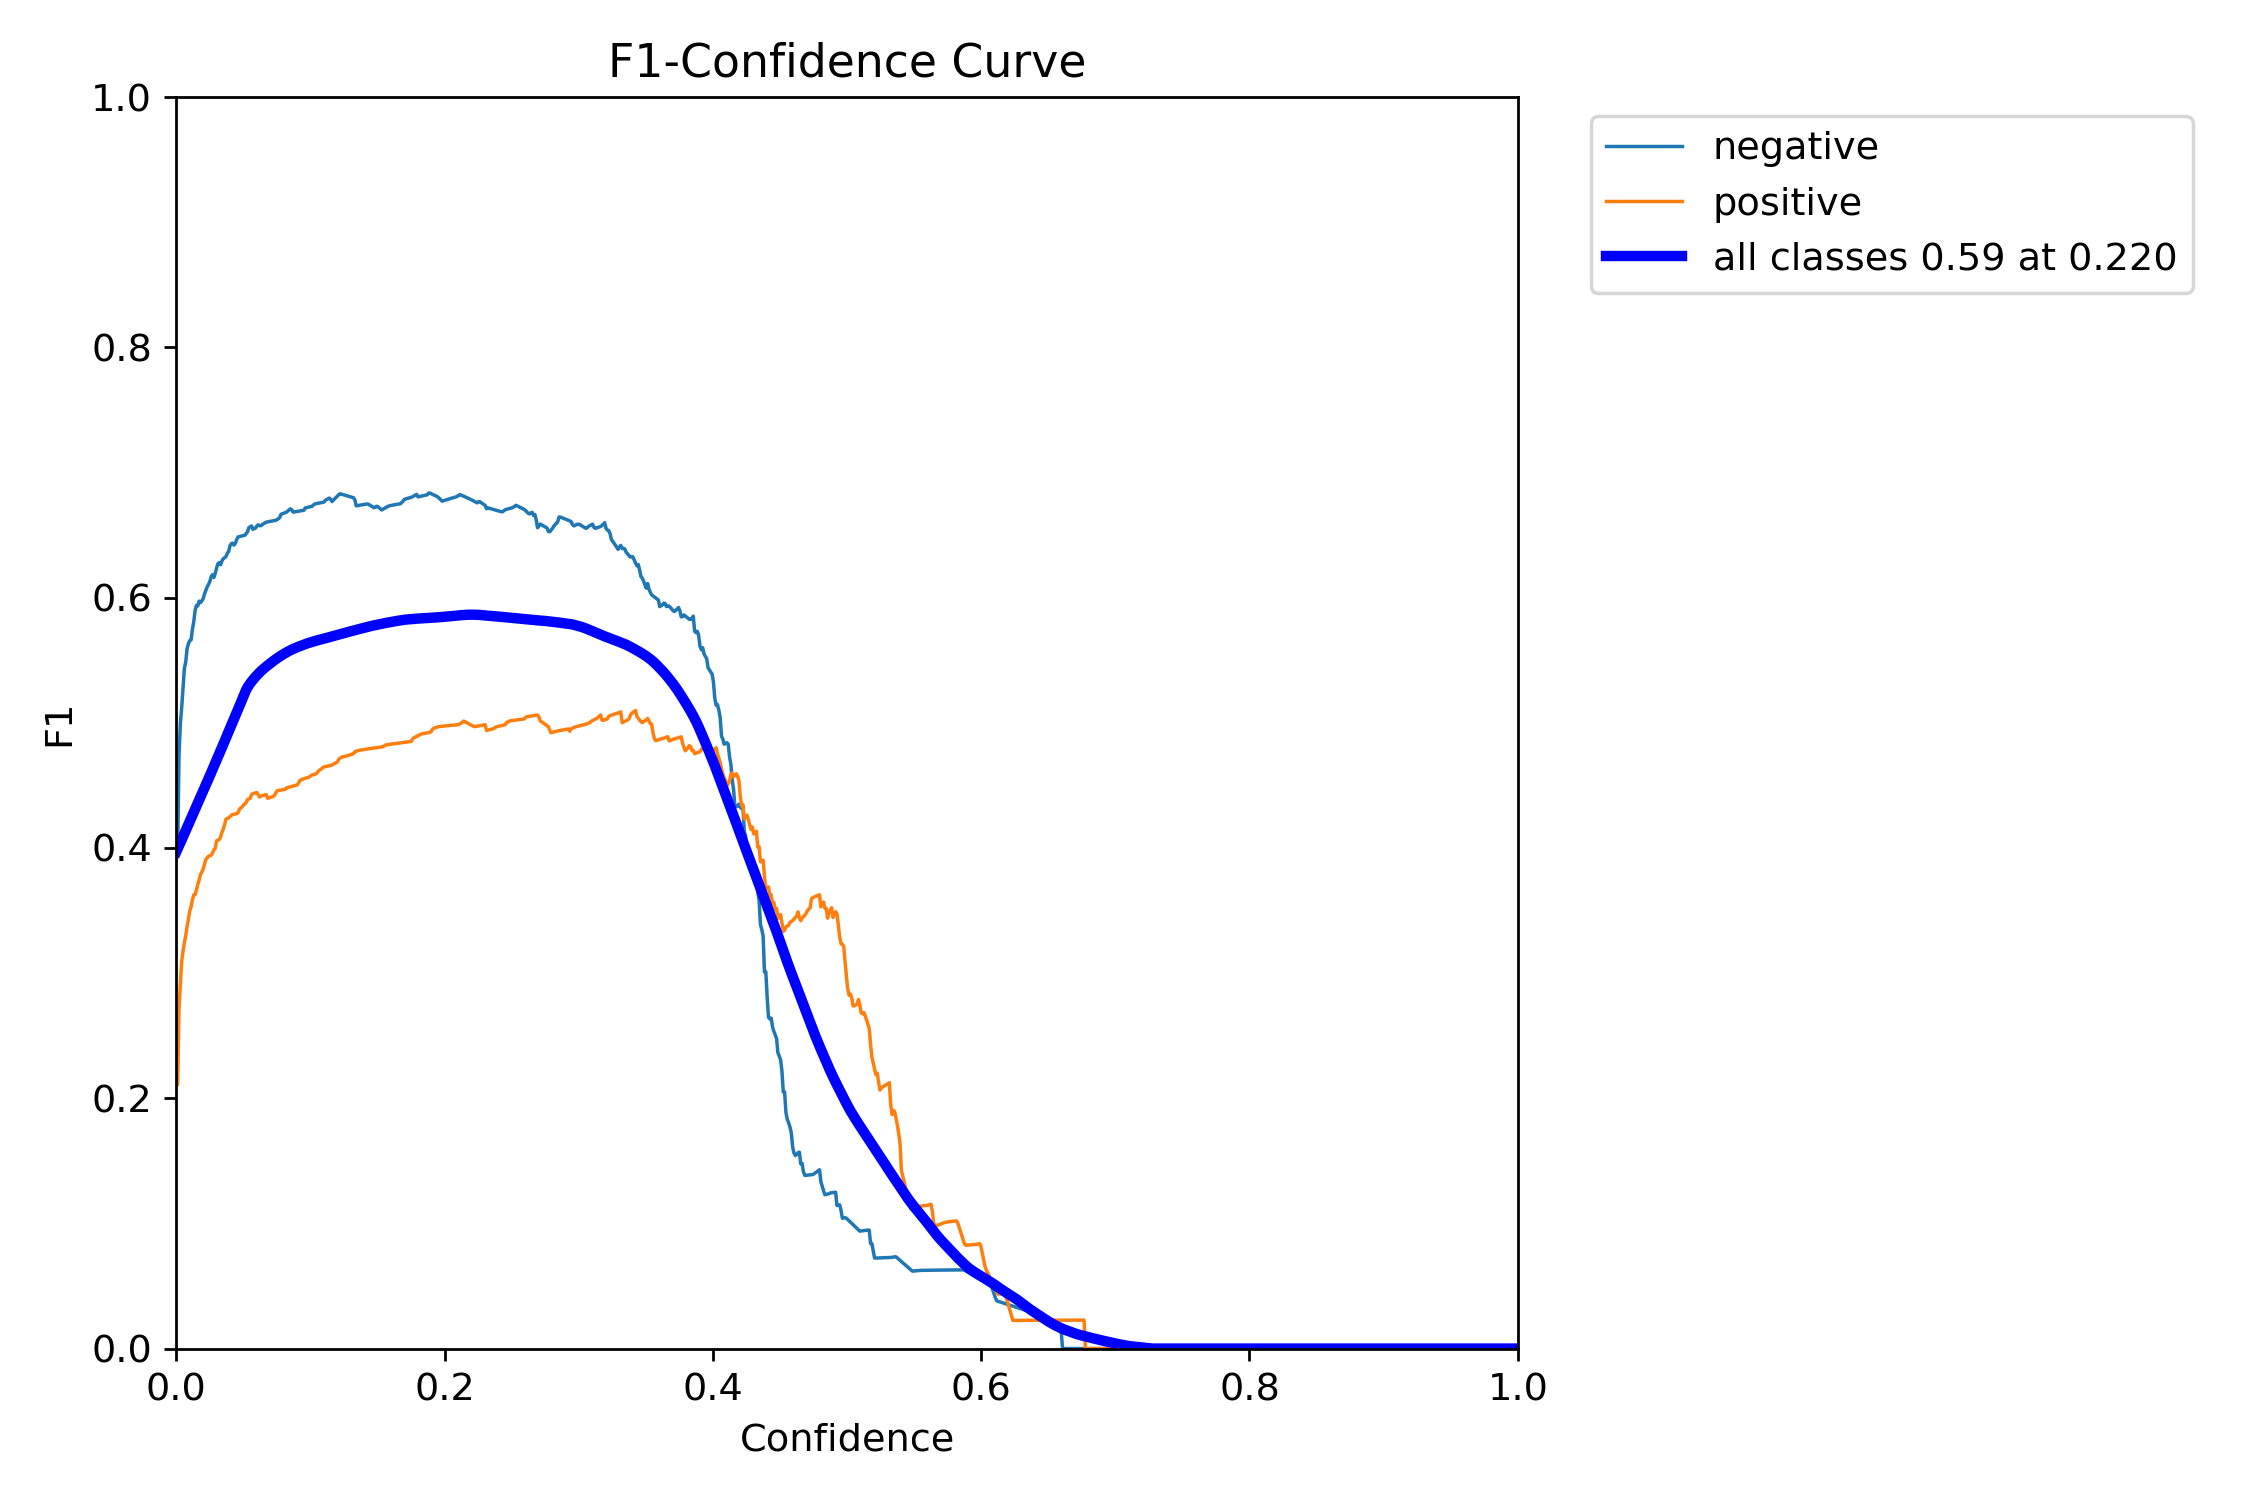 F1-Confidence Curve
1.0
0.8
0.6
0.4
0.2
0.0
F1
0.0 0.2 0.4 0.6 0.8 1.0
Confidence
negative
positive
all classes 0.59 at 0.220